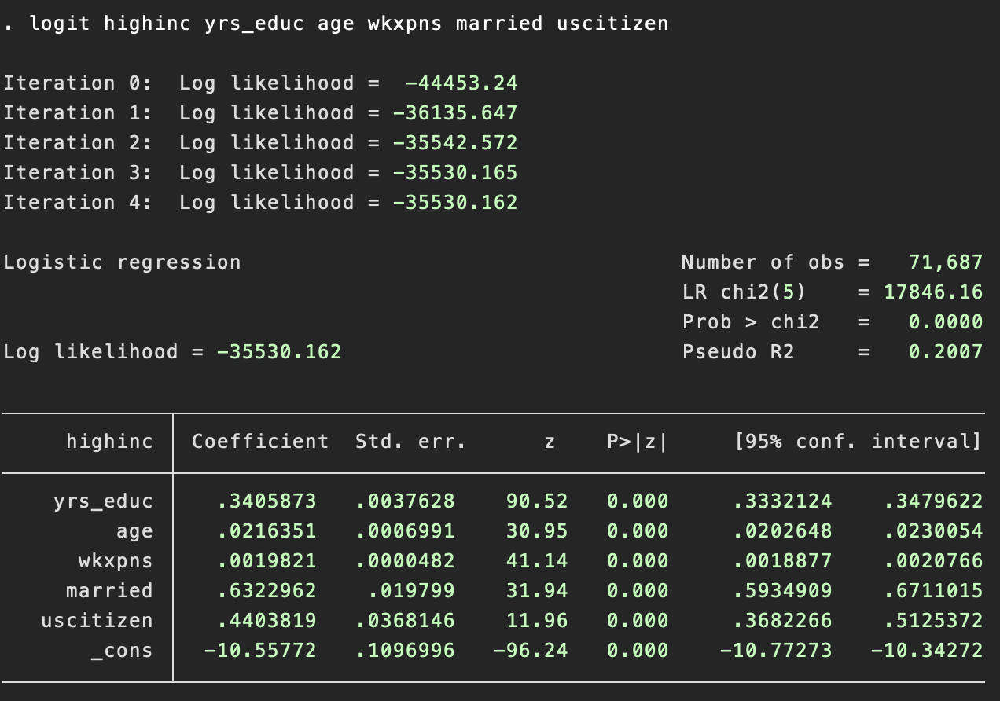 . logit highinc yrs_educ age wkxpns married uscitizen
Iteration 0:  Log likelihood =  -44453.24
Iteration 1:  Log likelihood = -36135.647
Iteration 2:  Log likelihood = -35542.572
Iteration 3:  Log likelihood = -35530.165
Iteration 4:  Log likelihood = -35530.162
Logistic regression                                   Number of obs =   71,687
                                                      LR chi2(5)    = 17846.16
                                                      Prob > chi2   =   0.0000
Log likelihood = -35530.162                           Pseudo R2     =   0.2007
     highinc   Coefficient  Std. err.      z    P>|z|     [95% conf. interval]
    yrs_educ     .3405873   .0037628    90.52   0.000     .3332124    .3479622
         age     .0216351   .0006991    30.95   0.000     .0202648    .0230054
      wkxpns     .0019821   .0000482    41.14   0.000     .0018877    .0020766
     married     .6322962    .019799    31.94   0.000     .5934909    .6711015
   uscitizen     .4403819   .0368146    11.96   0.000     .3682266    .5125372
       _cons    -10.55772   .1096996   -96.24   0.000    -10.77273   -10.34272